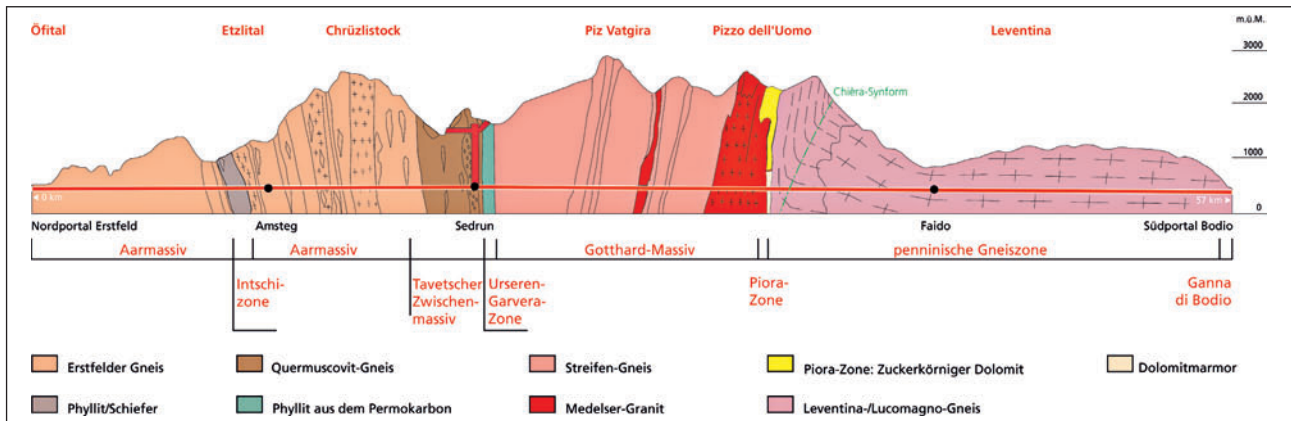 m.ü.M.
Öfital Etzlital Chrüzlistock Piz Vatgira Pizzo dell'Uomo Leventina
3000
Chièra-Synform
2000
1000
0 km 57 km
0
Nordportal Erstfeld Amsteg Sedrun Faido Südportal Bodio
Aarmassiv Aarmassiv Gotthard-Massiv penninische Gneiszone
Intschi-
zone
Tavetscher
Zwischen-
massiv
Urseren-
Garvera-
Zone
Piora-
Zone
Ganna
di Bodio
Erstfelder Gneis Quermuscovit-Gneis Streifen-Gneis Piora-Zone: Zuckerkörniger Dolomit Dolomitmarmor
Phyllit/Schiefer Phyllit aus dem Permokarbon Medelser-Granit Leventina-/Lucomagno-Gneis